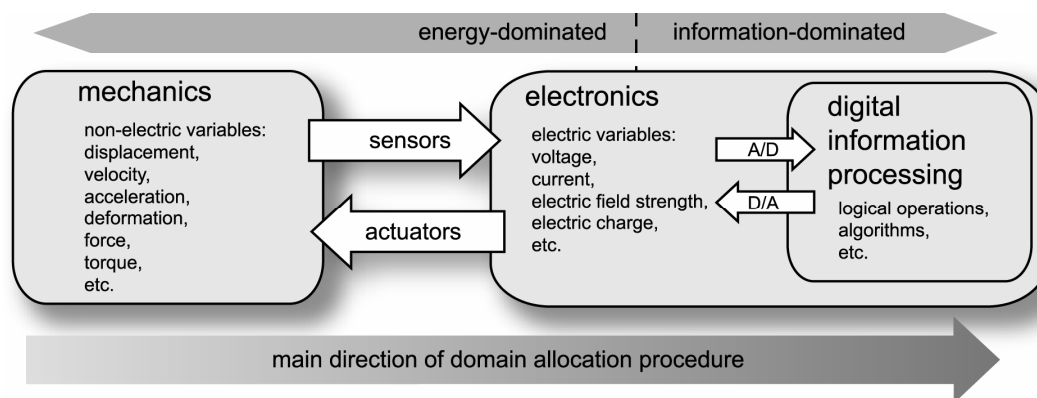 energy-dominated
information-dominated
mechanics
non-electric variables:
displacement,
velocity,
acceleration,
deformation,
force,
torque,
etc.
sensors
actuators
electronics
electric variables:
voltage,
current,
electric field strength,
electric charge,
etc.
A/D
D/A
digital
information
processing
logical operations,
algorithms,
etc.
main direction of domain allocation procedure